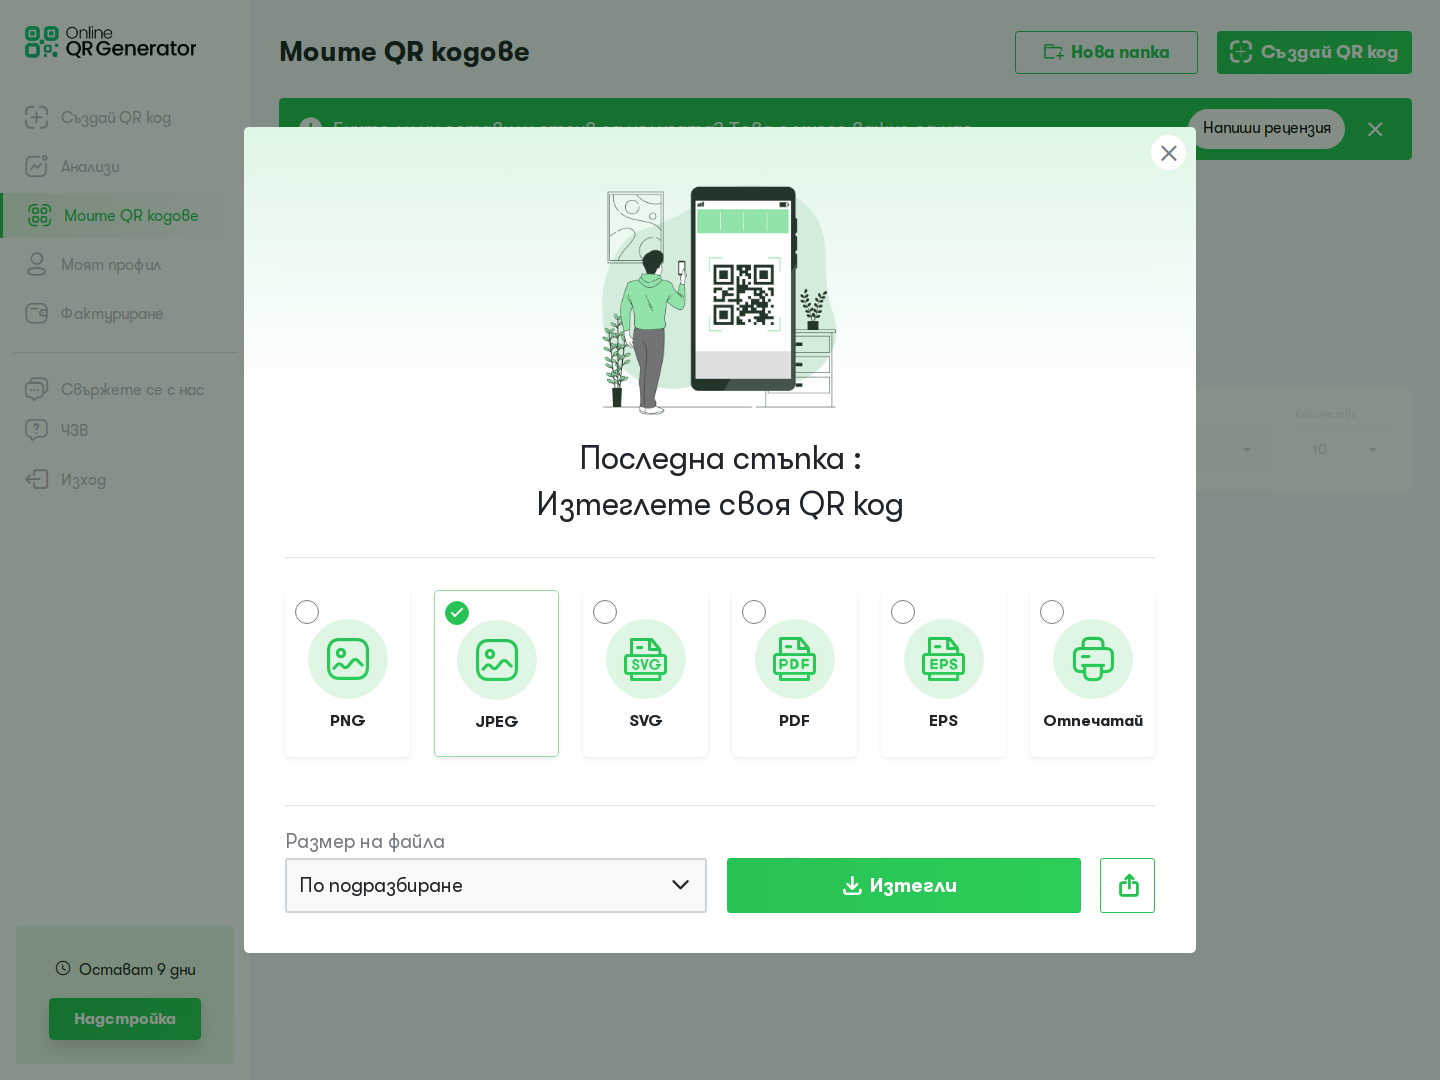 Online
QR Generator
Създай QR код
Анализи
Моите QR кодове
Моят профил
Фактуриране
Свържете се с нас
ЧЗВ
Изход
Остават 9 дни
Надстройка
Моите QR кодове
Нова папка
Създай QR код
Напиши рецензия
Количество
10
Последна стъпка :
Изтеглете своя QR код
PNG
JPEG
SVG
SVG
PDF
PDF
EPS
EPS
Отпечатай
Размер на файла
По подразбиране
Изтегли